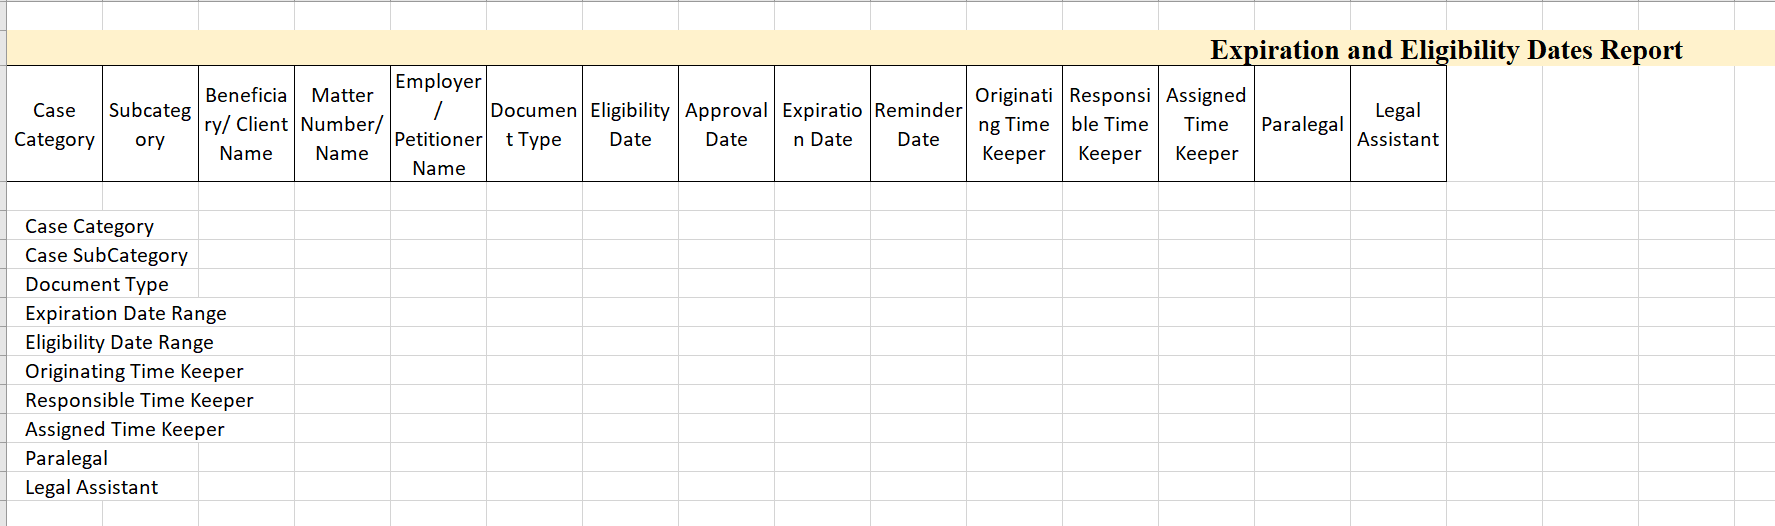 Expiration and Eligibility Dates Report
Case
Category
Subcateg
ory
Beneficia
ry/ Client
Name
Matter
Number/
Name
Employer
/
Petitioner
Name
Documen
t Type
Eligibility
Date
Approval
Date
Expiratio
n Date
Reminder
Date
Originati
ng Time
Keeper
Responsi
ble Time
Keeper
Assigned
Time
Keeper
Paralegal
Legal
Assistant
Case Category
Case SubCategory
Document Type
Expiration Date Range
Eligibility Date Range
Originating Time Keeper
Responsible Time Keeper
Assigned Time Keeper
Paralegal
Legal Assistant